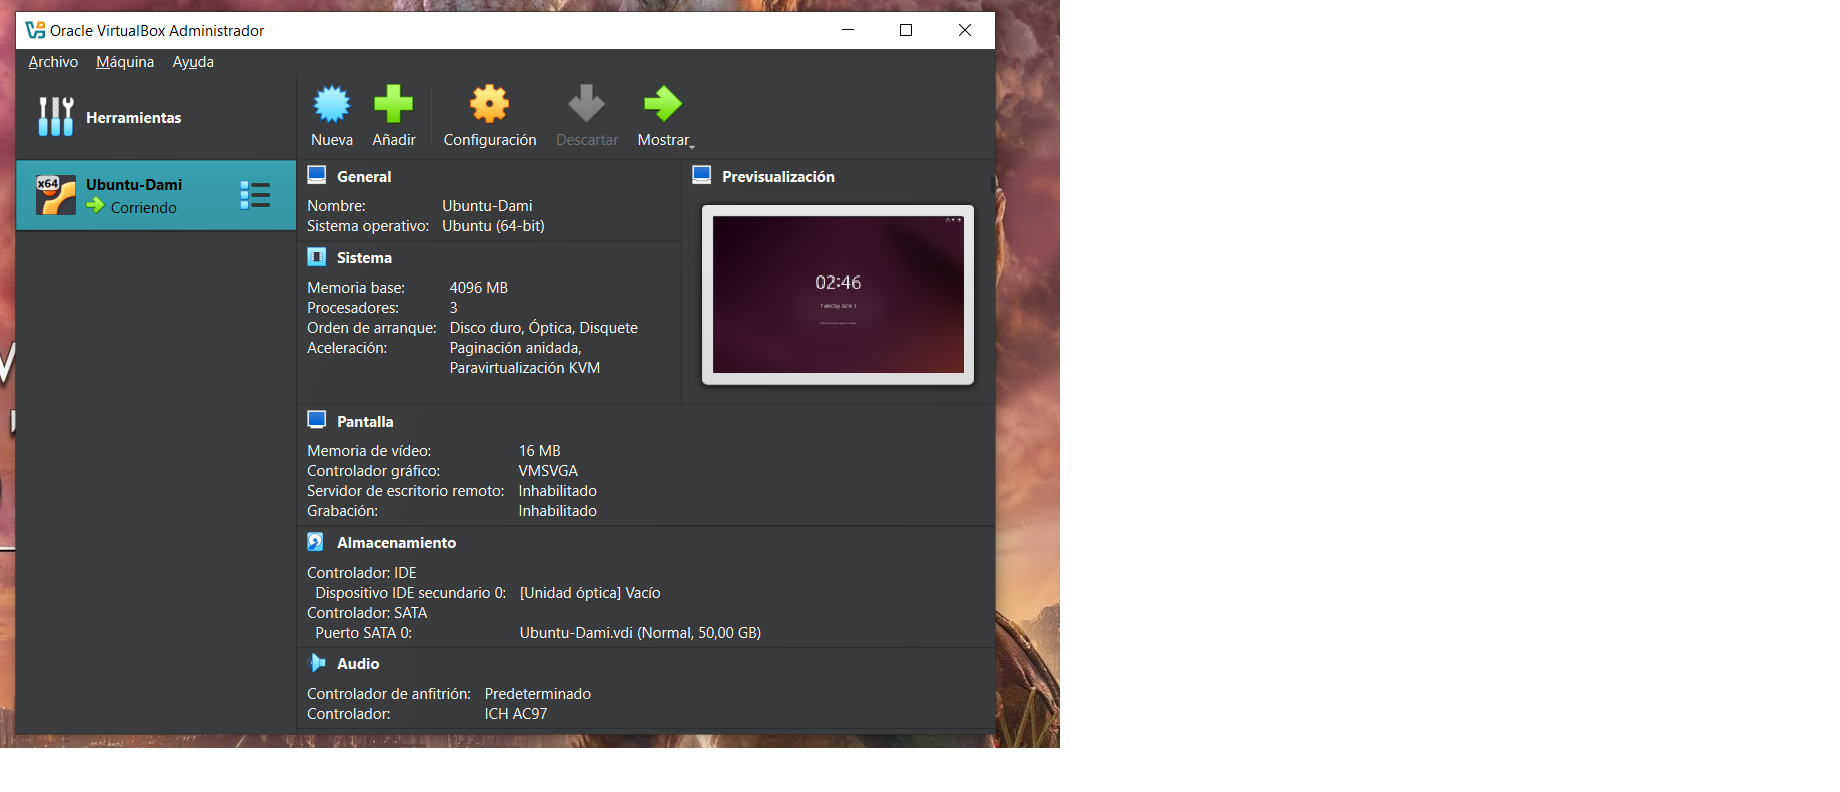 Oracle VirtualBox Administrador
Archivo Máquina Ayuda
Herramientas
Nueva Añadir Configuración Descartar Mostrar
x64
Ubuntu-Dami
Corriendo
General
Nombre: Ubuntu-Dami
Sistema operativo: Ubuntu (64-bit)
Previsualización
02:46
Tuesday June 3
Sistema
Memoria base: 4096 MB
Procesadores: 3
Orden de arranque: Disco duro, Óptica, Disquete
Aceleración: Paginación anidada,
Paravirtualización KVM
Pantalla
Memoria de vídeo: 16 MB
Controlador gráfico: VMSVGA
Servidor de escritorio remoto: Inhabilitado
Grabación: Inhabilitado
Almacenamiento
Controlador: IDE
Dispositivo IDE secundario 0: [Unidad óptica] Vacío
Controlador: SATA
Puerto SATA 0: Ubuntu-Dami.vdi (Normal, 50,00 GB)
Audio
Controlador de anfitrión: Predeterminado
Controlador: ICH AC97